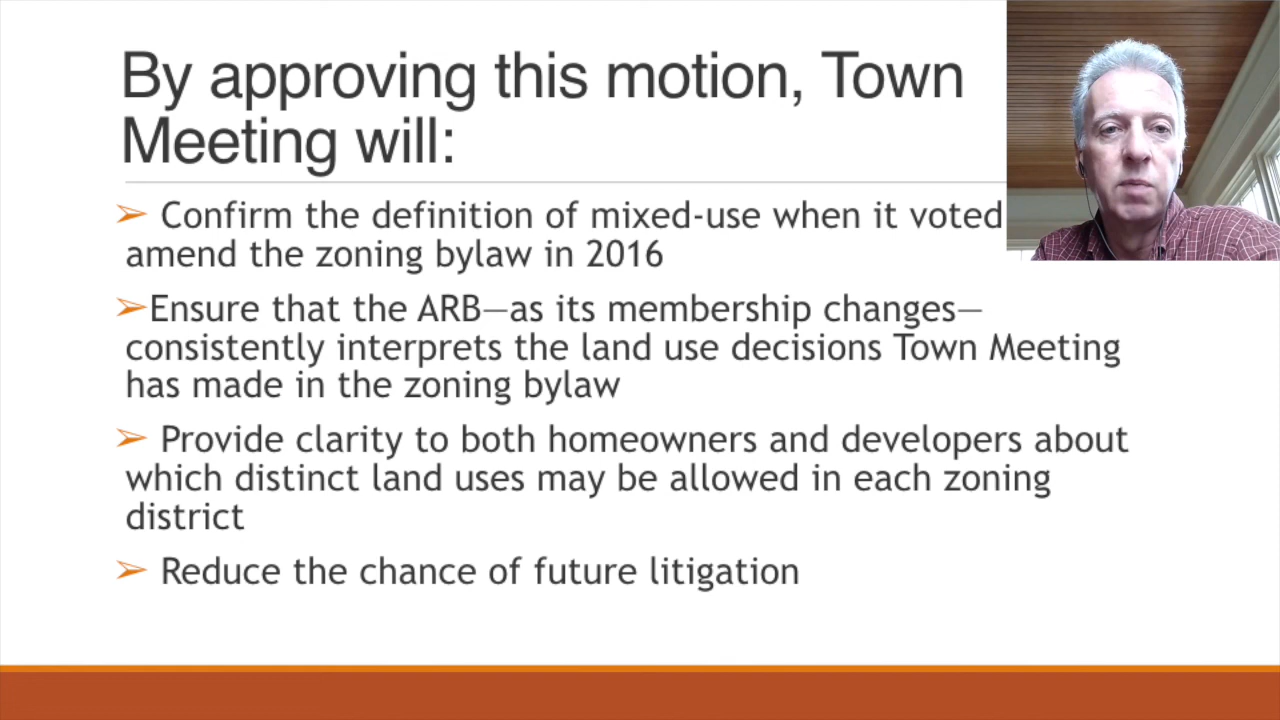 By approving this motion, Town
Meeting will:
➢ Confirm the definition of mixed-use when it voted
amend the zoning bylaw in 2016
➢Ensure that the ARB—as its membership changes—
consistently interprets the land use decisions Town Meeting
has made in the zoning bylaw
➢ Provide clarity to both homeowners and developers about
which distinct land uses may be allowed in each zoning
district
➢ Reduce the chance of future litigation